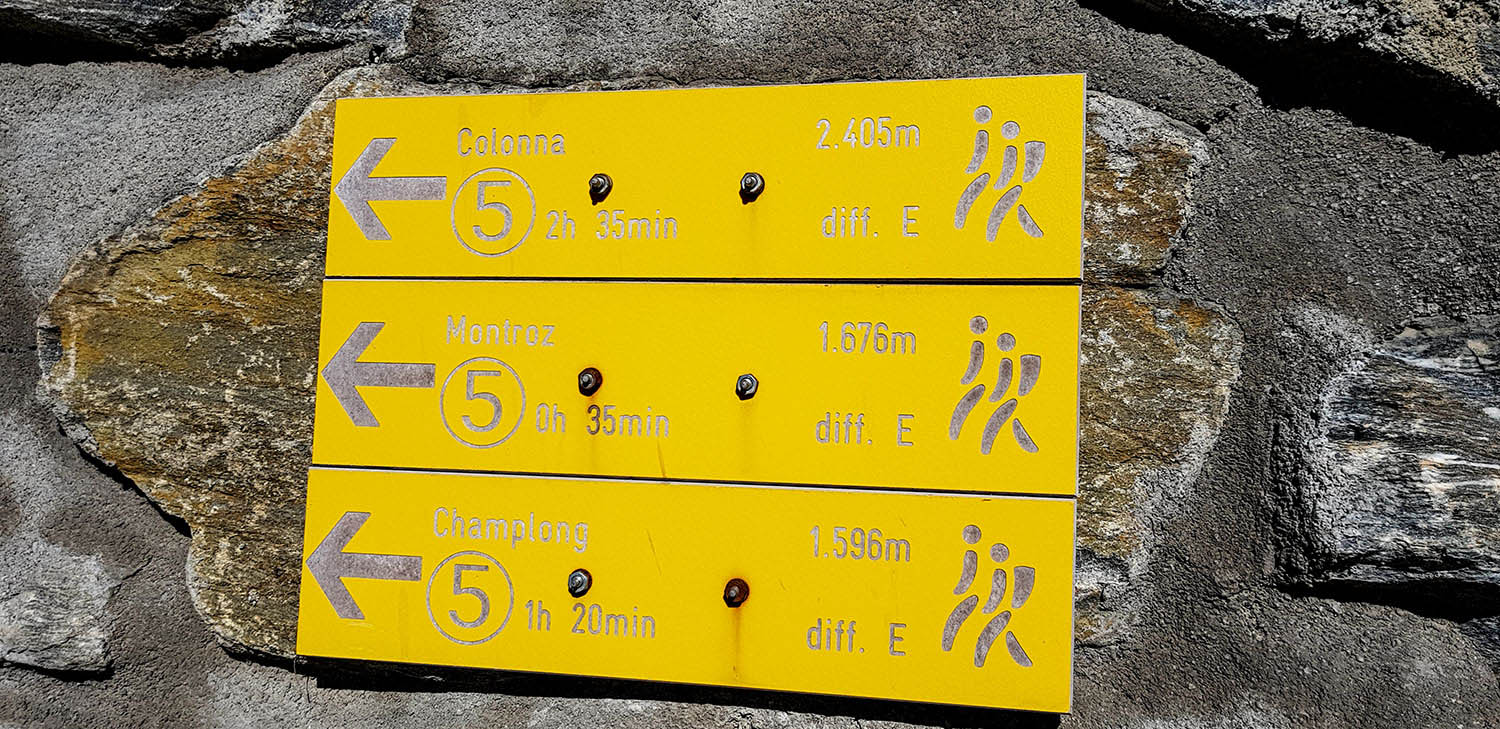 Colonna 2.405m
5 2h 35min diff. E
Montroz 1.676m
5 0h 35min diff. E
Champlong 1.596m
5 1h 20min diff. E